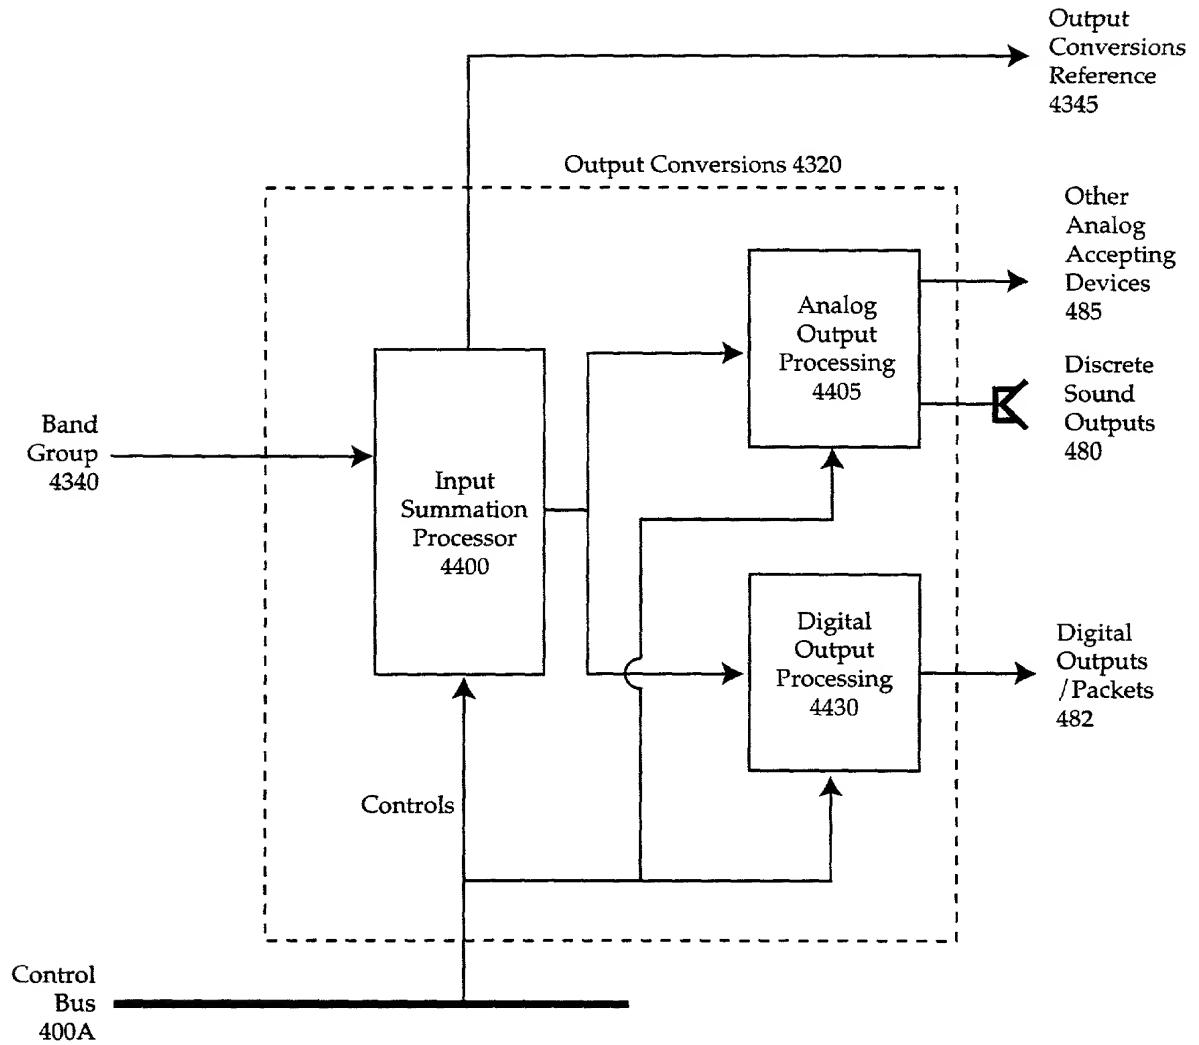 Output
Conversions
Reference
4345
Output Conversions 4320
Other
Analog
Accepting
Devices
485
Analog
Output
Processing
4405
Discrete
Sound
Outputs
480
Band
Group
4340
Input
Summation
Processor
4400
Digital
Output
Processing
4430
Digital
Outputs
/Packets
482
Controls
Control
Bus
400A